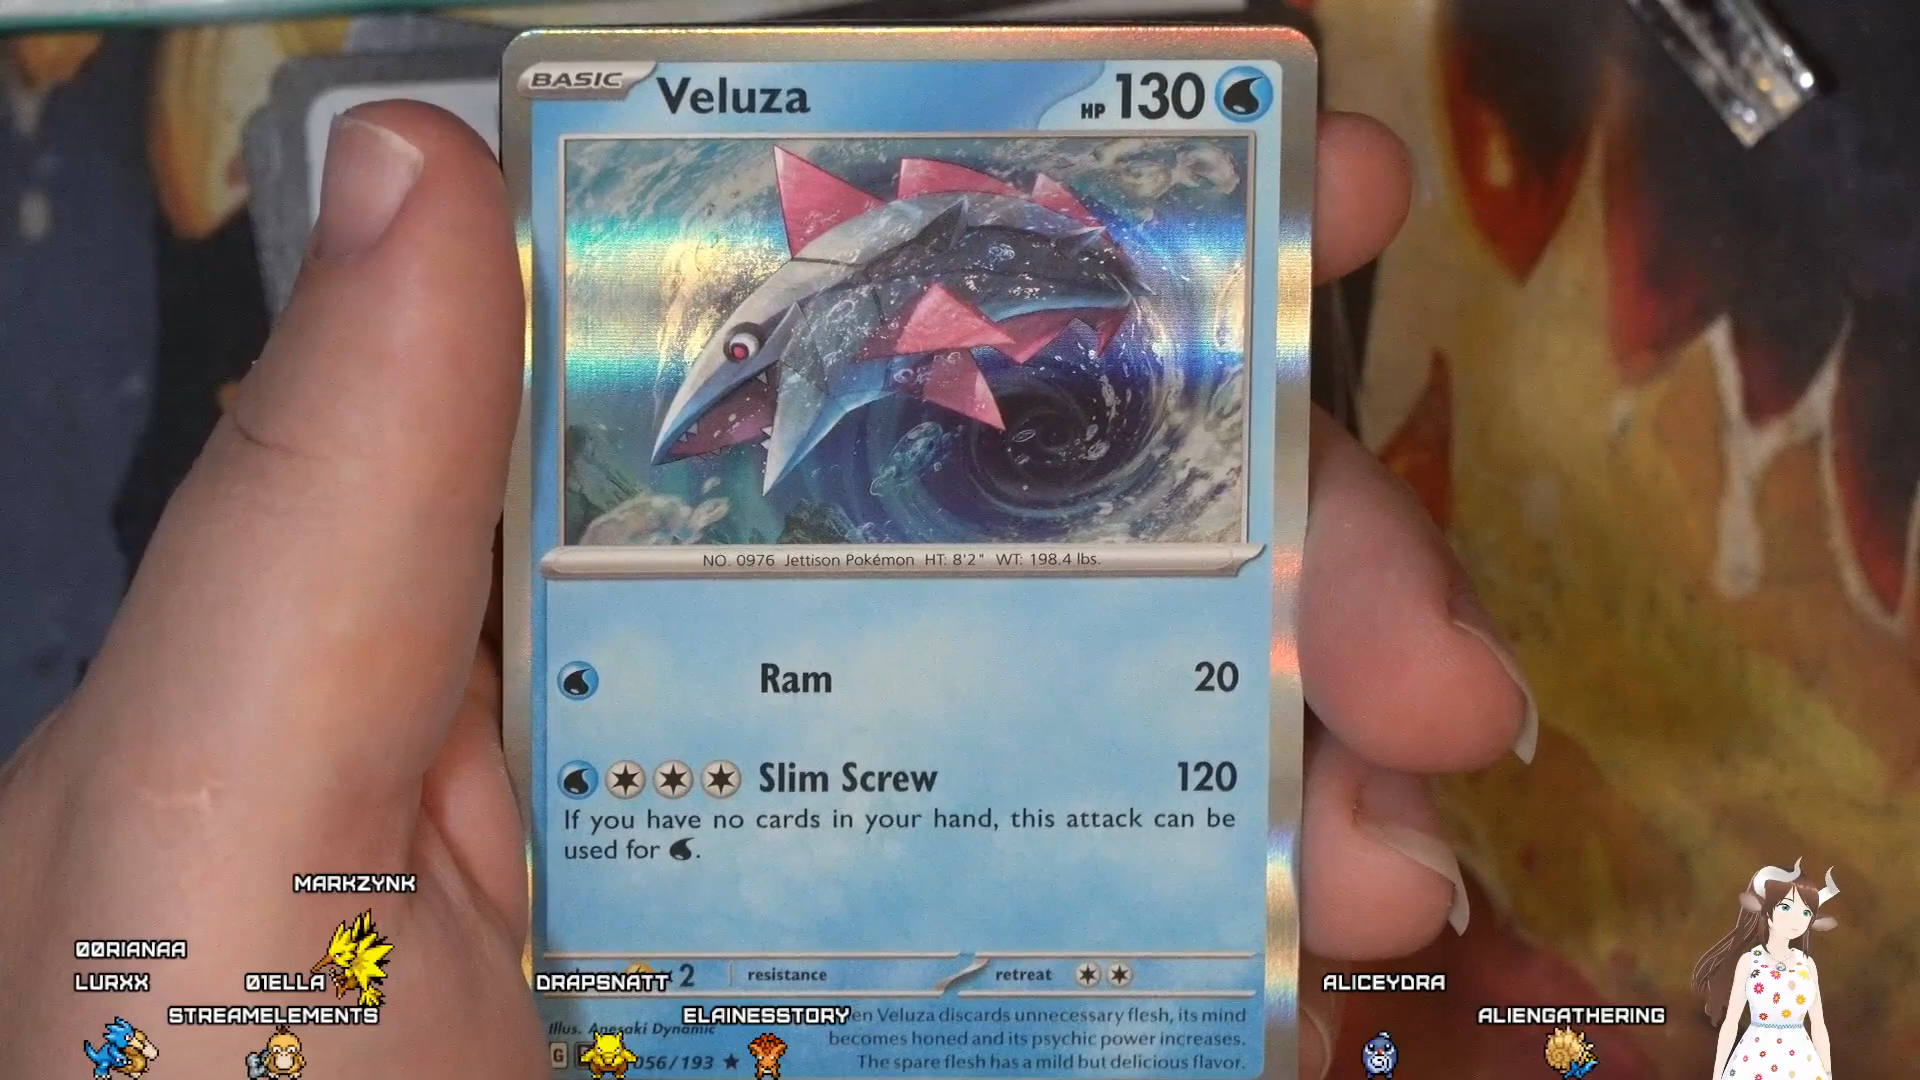 BASIC
Veluza
HP 130
NO. 0976 Jettison Pokémon HT: 8'2" WT: 198.4 lbs.
Ram 20
Slim Screw 120
If you have no cards in your hand, this attack can be
used for
MARKZYNK
00RIANAA
LURXX
01ELLA
STREAMELEMENTS
DRAPSNATT
2
resistance
retreat
ELAINESSTORY
ALICEYDRA
ALIENGATHERING
Illus. Anesaki Dynamic
en Veluza discards unnecessary flesh, its mind
becomes honed and its psychic power increases.
The spare flesh has a mild but delicious flavor.
G
056/193